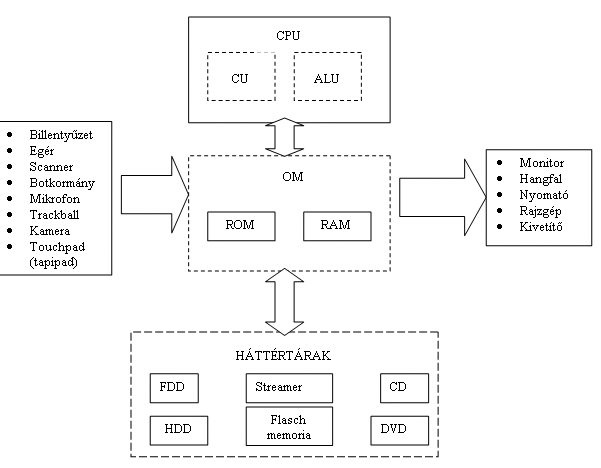 CPU
CU
ALU
• Billentyűzet
• Egér
• Scanner
• Botkormány
• Mikrofon
• Trackball
• Kamera
• Touchpad
(tapipad)
OM
ROM
RAM
• Monitor
• Hangfal
• Nyomató
• Rajzgép
• Kivetítő
HÁTTÉRTÁRAK
FDD
Streamer
CD
HDD
Flasch
memoria
DVD